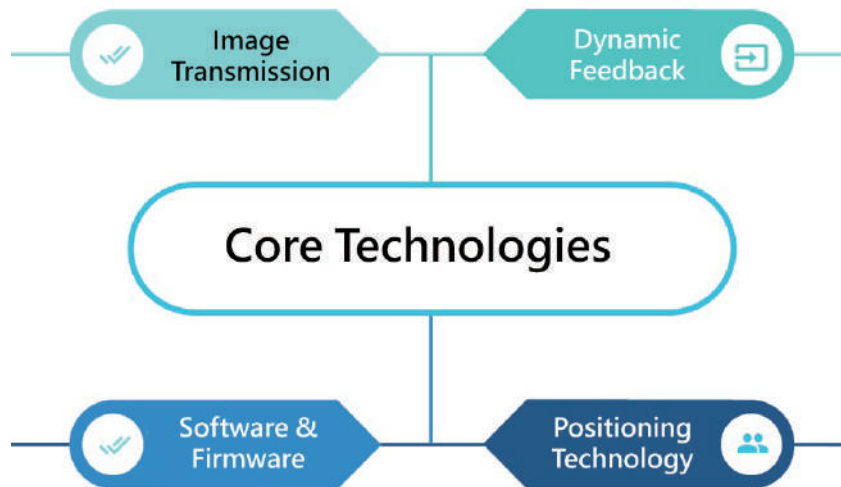 Image
Transmission
Dynamic
Feedback
Core Technologies
Software &
Firmware
Positioning
Technology